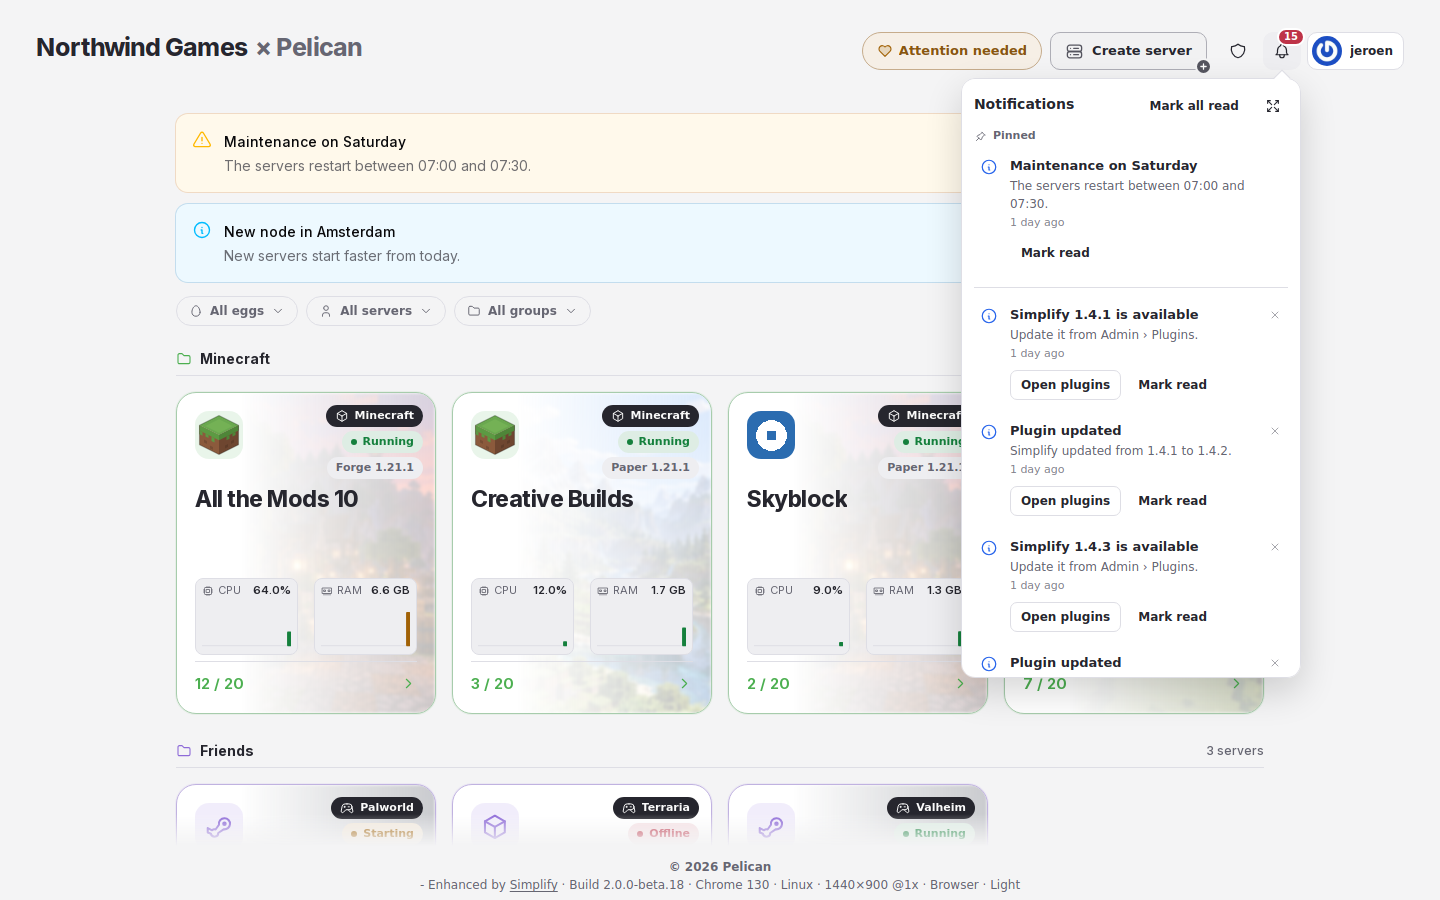 Northwind Games × Pelican
Attention needed
Create server
15
jeroen
Maintenance on Saturday
The servers restart between 07:00 and 07:30.
New node in Amsterdam
New servers start faster from today.
All eggs
All servers
All groups
Notifications
Mark all read
Pinned
Maintenance on Saturday
The servers restart between 07:00 and
07:30.
1 day ago
Mark read
Simplify 1.4.1 is available
Update it from Admin › Plugins.
1 day ago
Open plugins
Mark read
Plugin updated
Simplify updated from 1.4.1 to 1.4.2.
1 day ago
Open plugins
Mark read
Simplify 1.4.3 is available
Update it from Admin › Plugins.
1 day ago
Open plugins
Mark read
Plugin updated
Minecraft
Minecraft
Running
Forge 1.21.1
All the Mods 10
CPU 64.0%
RAM 6.6 GB
12 / 20
Minecraft
Running
Paper 1.21.1
Creative Builds
CPU 12.0%
RAM 1.7 GB
3 / 20
Minecraft
Running
Paper 1.21.1
Skyblock
CPU 9.0%
RAM 1.3 GB
2 / 20
7 / 20
Friends
3 servers
Palworld
Starting
Terraria
Offline
Valheim
Running
© 2026 Pelican
- Enhanced by Simplify · Build 2.0.0-beta.18 · Chrome 130 · Linux · 1440×900 @1x · Browser · Light